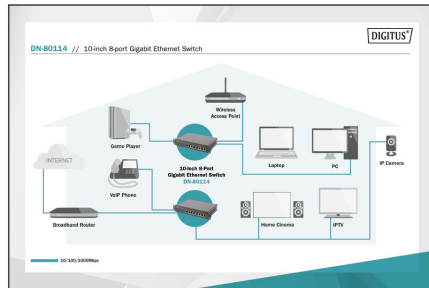 DIGITUS®
DN-80114 // 10-inch 8-port Gigabit Ethernet Switch
Wireless
Access Point
Game Player
INTERNET
10-inch 8-Port
Gigabit Ethernet Switch
DN-80114
Laptop
PC
IP Camera
VoIP Phone
Broadband Router
Home Cinema
IPTV
10/100/1000Mbps